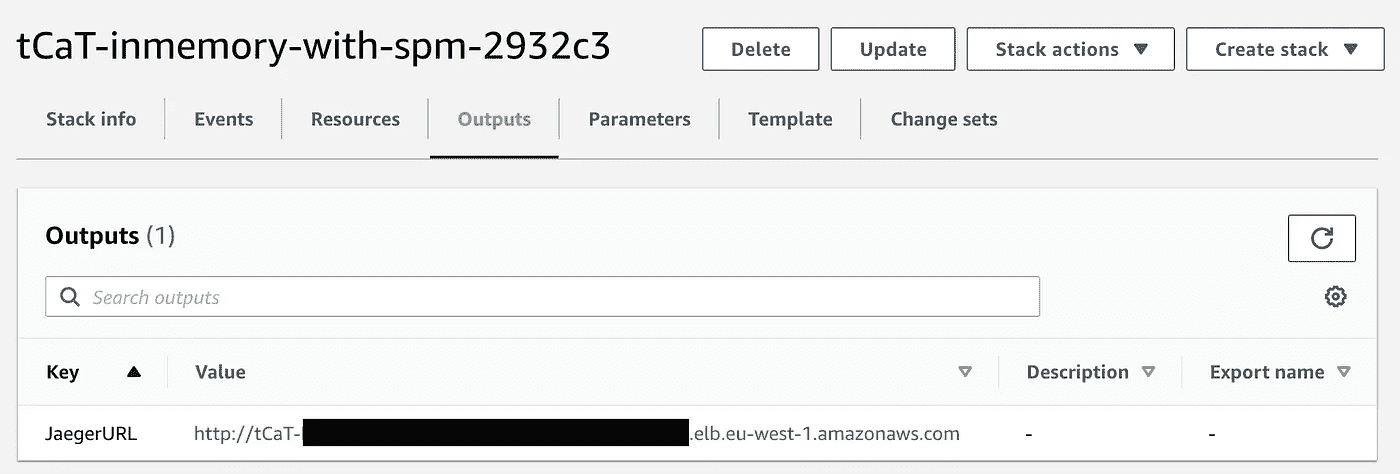 tCaT-inmemory-with-spm-2932c3
Delete
Update
Stack actions
Create stack
Stack info
Events
Resources
Outputs
Parameters
Template
Change sets
Outputs (1)
Search outputs
Key
Value
Description
Export name
JaegerURL
http://tCaT-
.elb.eu-west-1.amazonaws.com
-
-